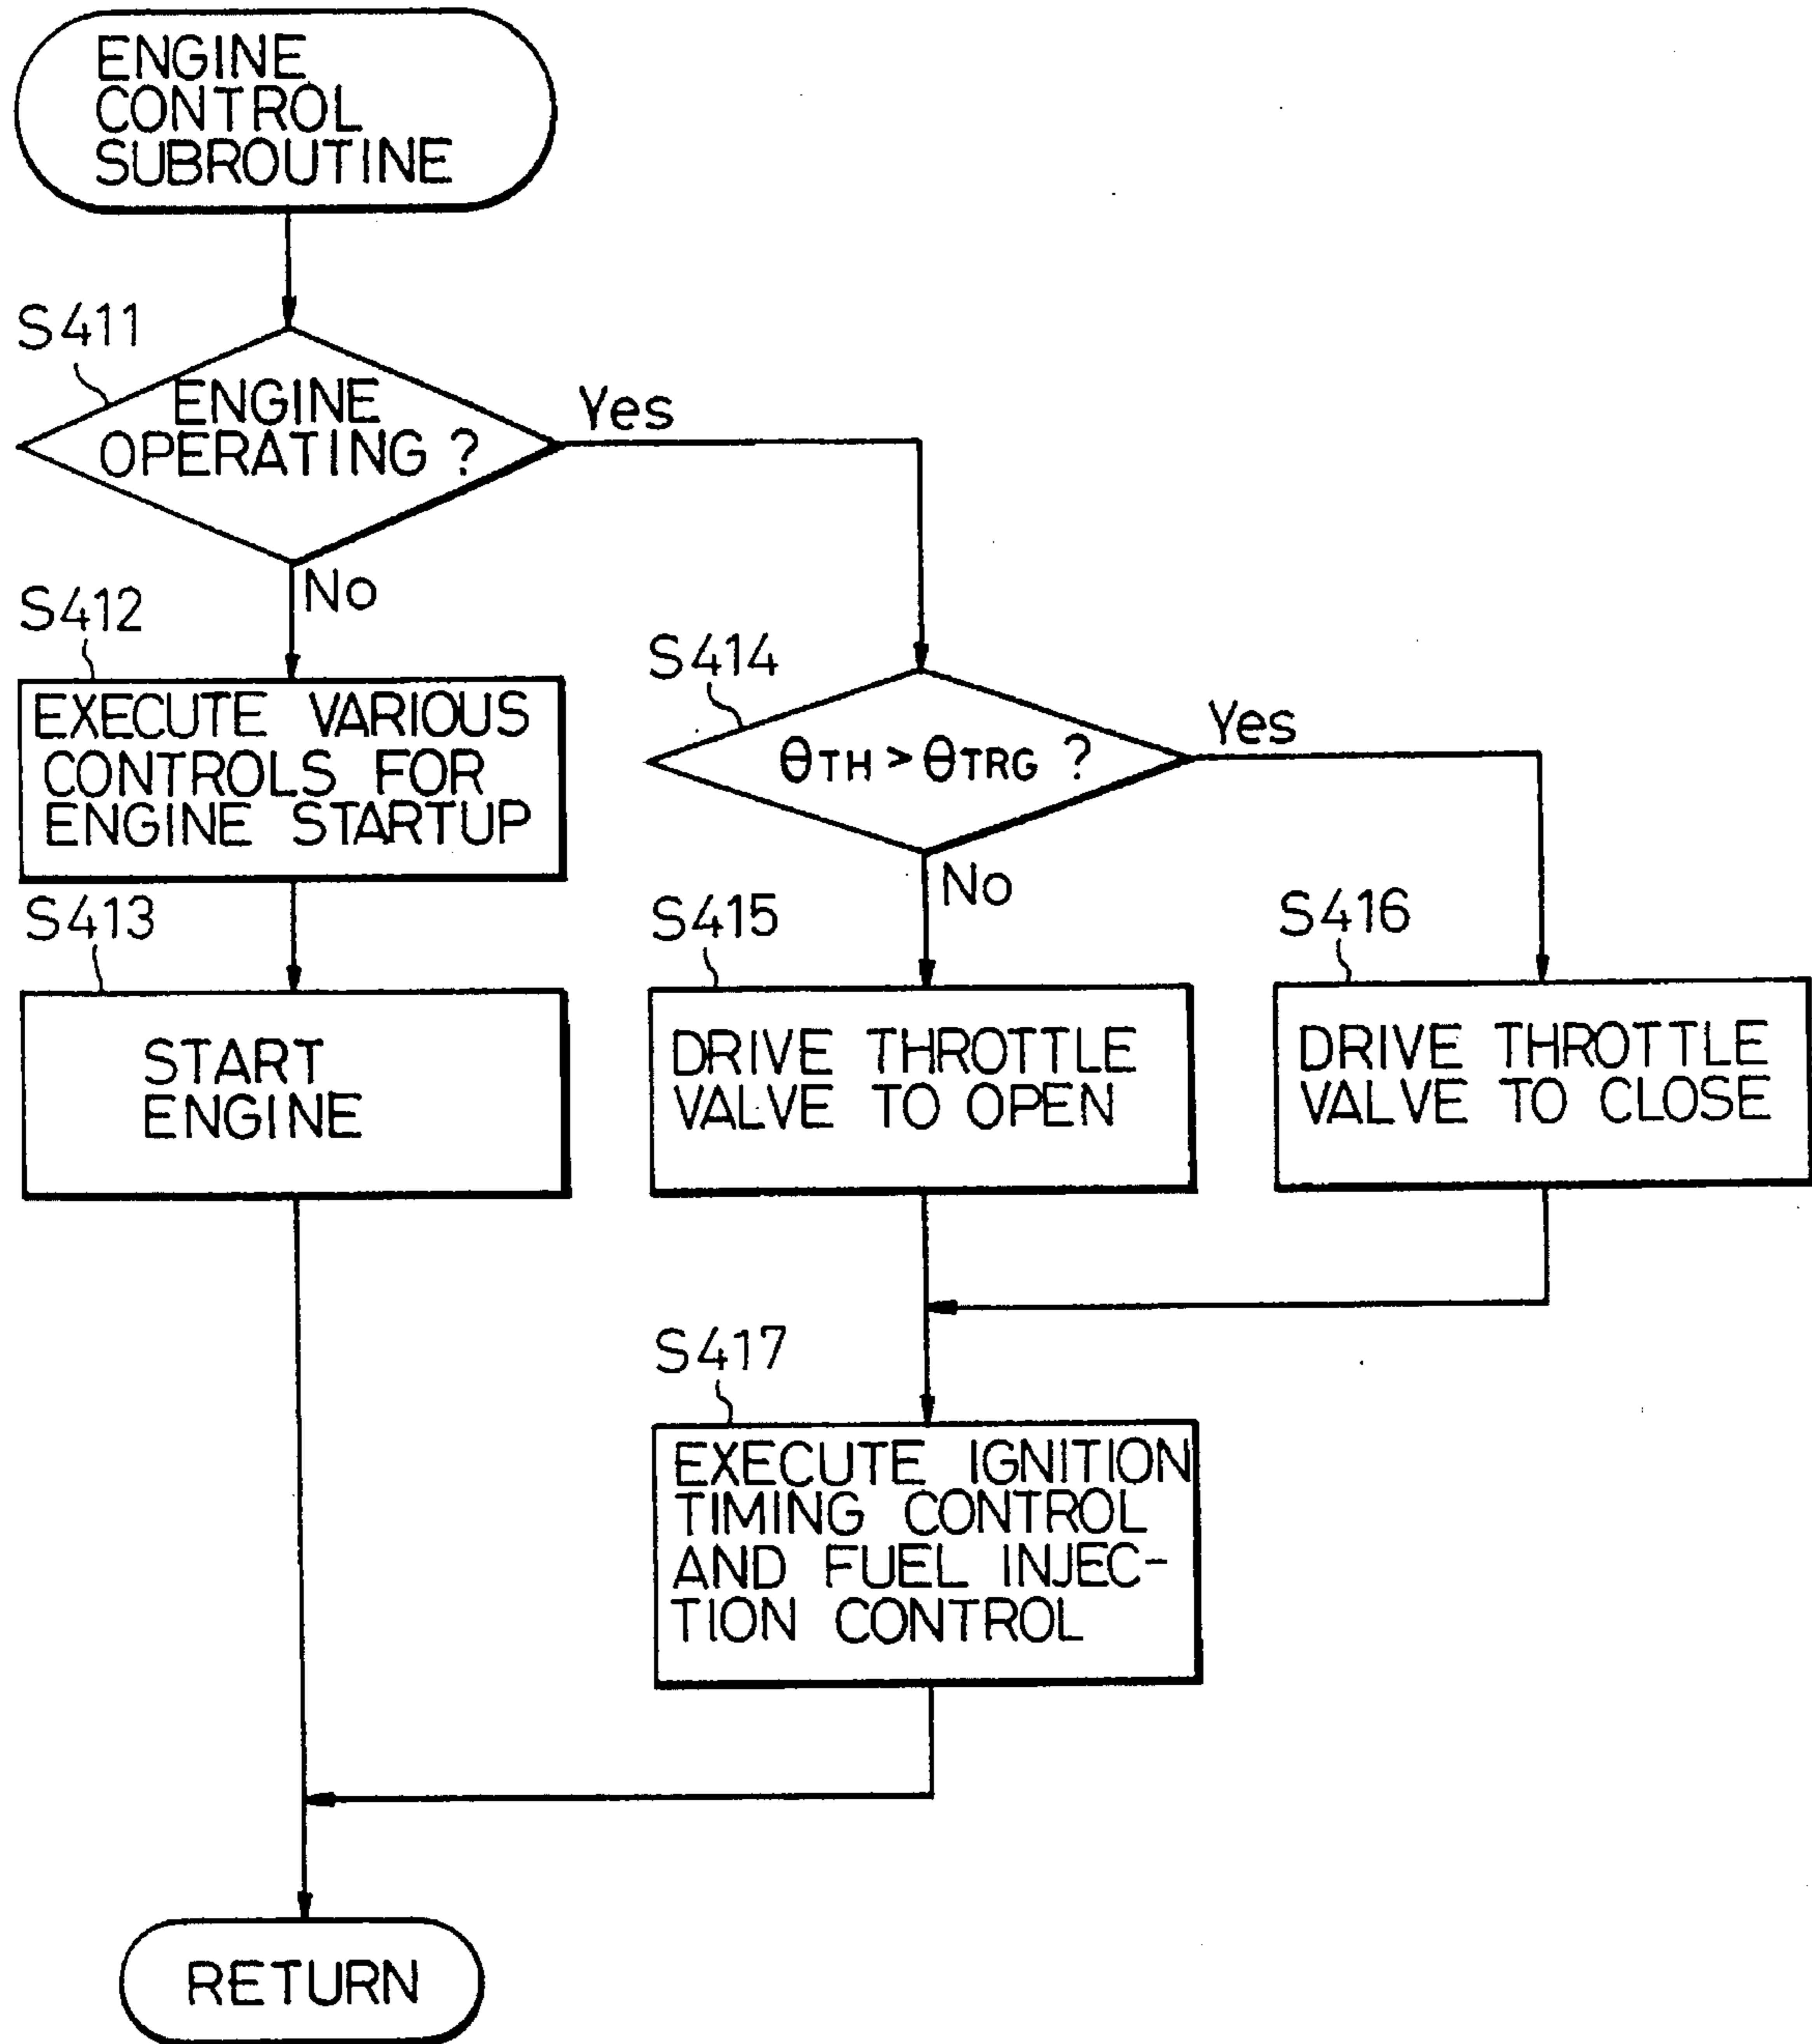 ENGINE
CONTROL
SUBROUTINE
S411
ENGINE
OPERATING ?
Yes
No
S412
EXECUTE VARIOUS
CONTROLS FOR
ENGINE STARTUP
S413
START
ENGINE
S414
θTH > θTRG ?
Yes
No
S415
DRIVE THROTTLE
VALVE TO OPEN
S416
DRIVE THROTTLE
VALVE TO CLOSE
S417
EXECUTE IGNITION
TIMING CONTROL
AND FUEL INJEC-
TION CONTROL
RETURN